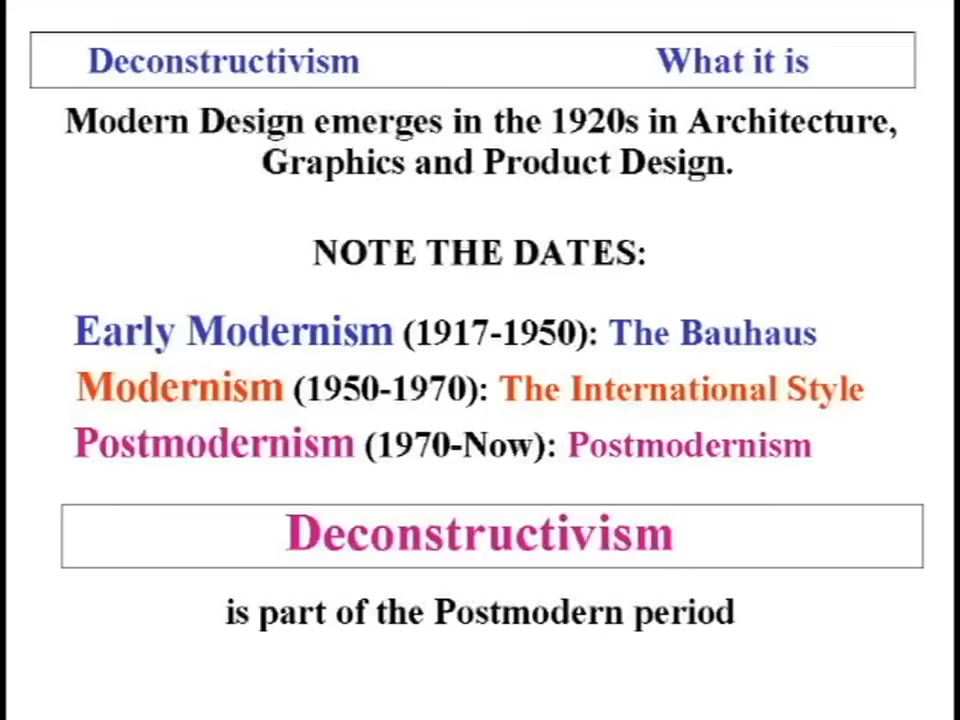 Deconstructivism What it is
Modern Design emerges in the 1920s in Architecture,
Graphics and Product Design.
NOTE THE DATES:
Early Modernism (1917-1950): The Bauhaus
Modernism (1950-1970): The International Style
Postmodernism (1970-Now): Postmodernism
Deconstructivism
is part of the Postmodern period